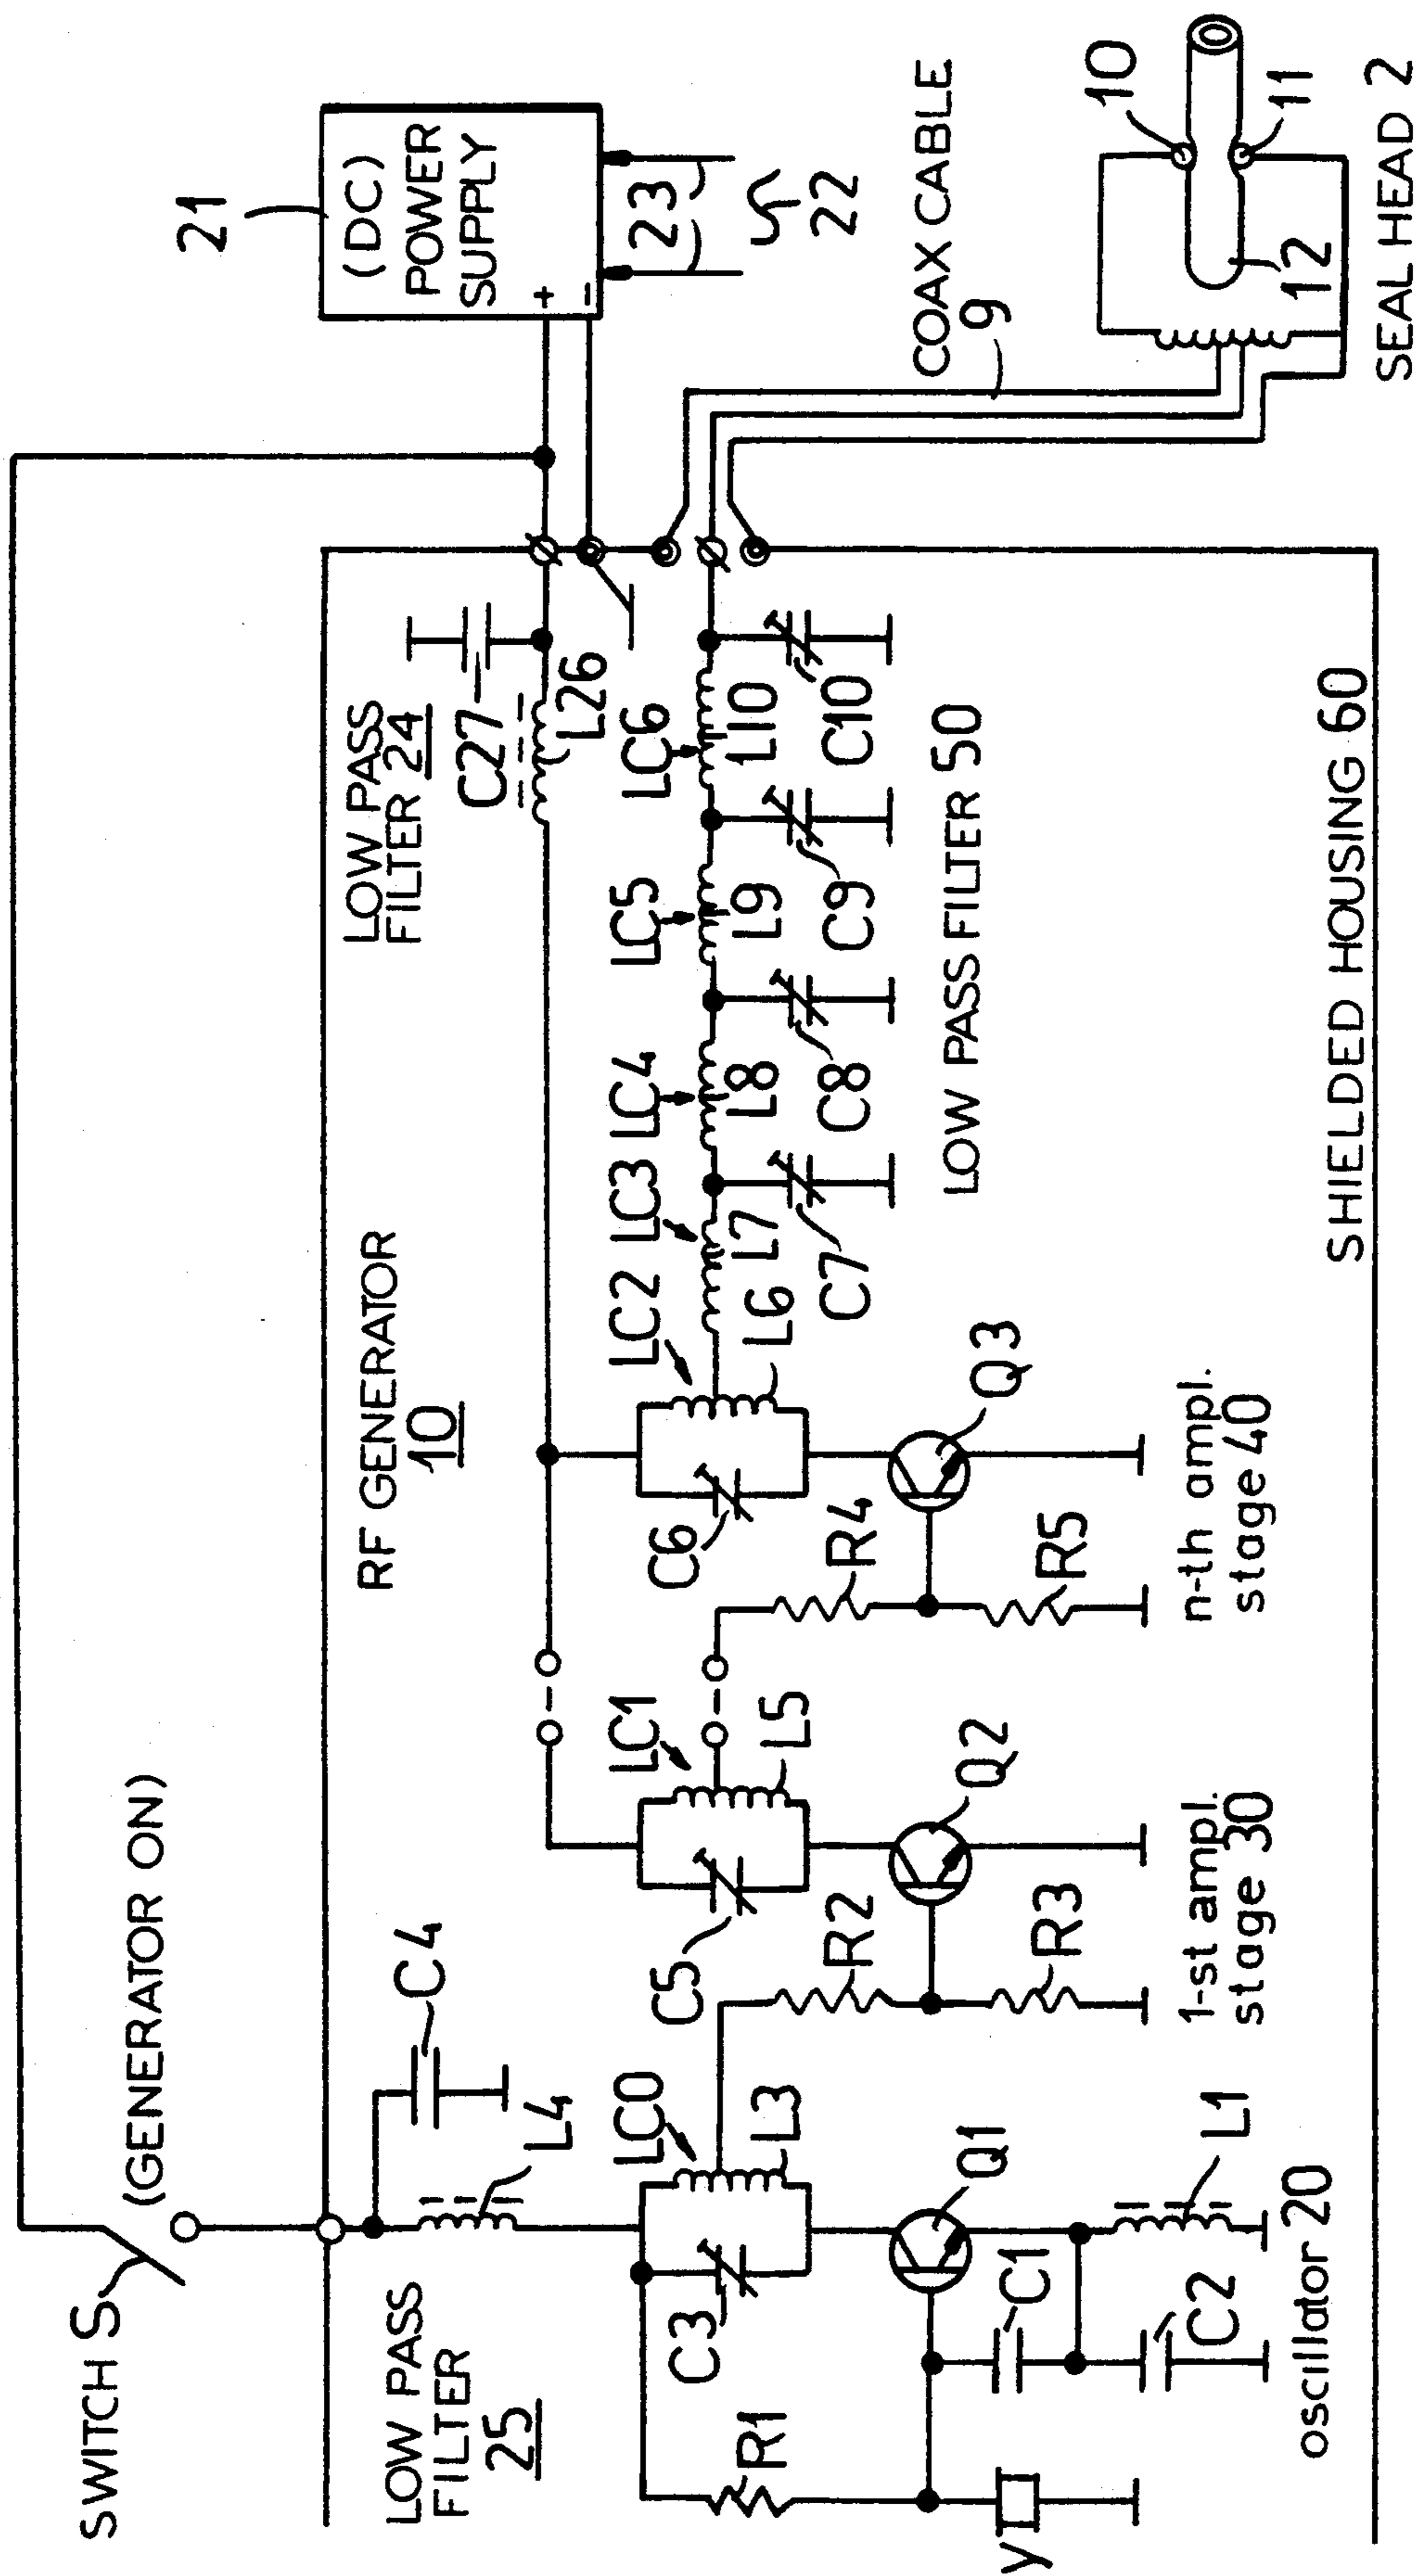 SWITCH S
(GENERATOR ON)
21
(DC)
POWER
SUPPLY
+
−
23
22
COAX CABLE
9
10
11
12
SEAL HEAD 2
LOW PASS
FILTER
25
C4
L4
RF GENERATOR
10
LOW PASS
FILTER 24
C27
L26
R1
C3
LC0
L3
Q1
C1
C2
L1
Y
oscillator 20
C5
LC1
L5
R2
R3
Q2
1-st ampl.
stage 30
C6
LC2
L6
R4
R5
Q3
n-th ampl.
stage 40
LC3
L7
C7
LC4
L8
C8
LC5
L9
C9
LC6
L10
C10
LOW PASS FILTER 50
SHIELDED HOUSING 60